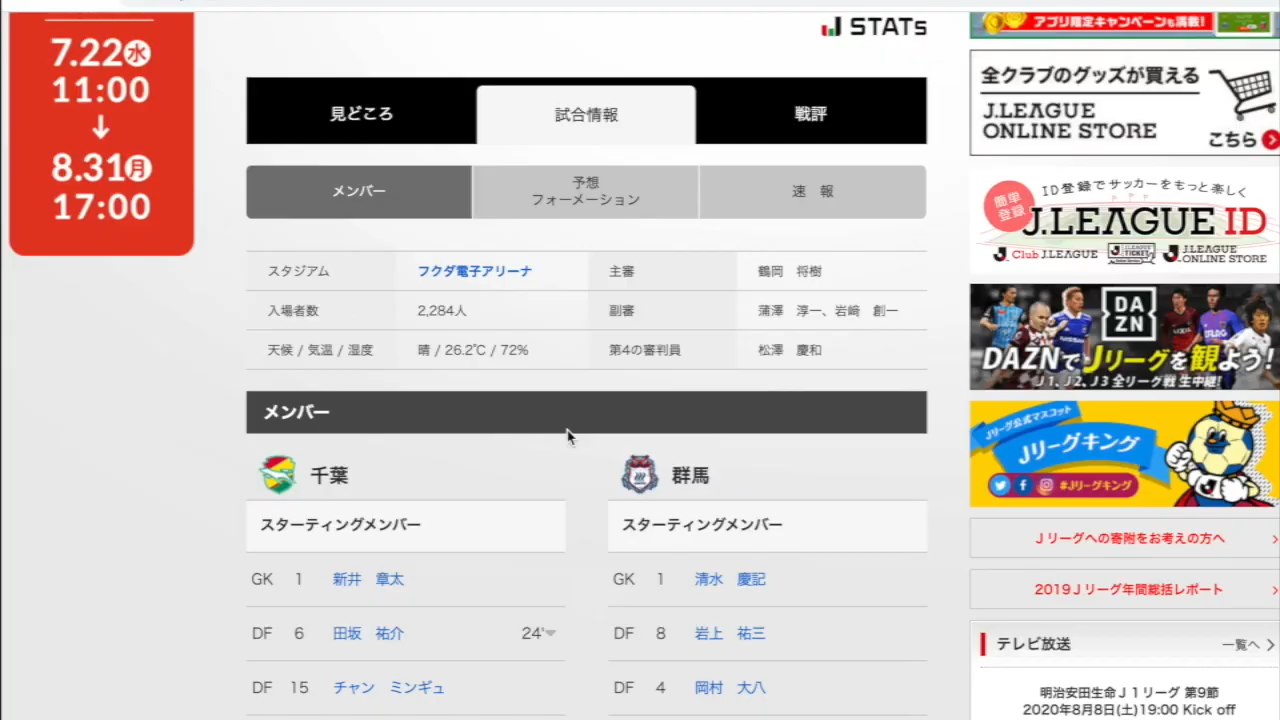 7.22水
11:00
↓
8.31月
17:00
STATs
見どころ
試合情報
戦評
メンバー
予想
フォーメーション
速 報
スタジアム フクダ電子アリーナ 主審 鶴岡 将樹
入場者数 2,284人 副審 蒲澤 淳一、岩﨑 創一
天候 / 気温 / 湿度 晴 / 26.2℃ / 72% 第4の審判員 松澤 慶和
メンバー
千葉
スターティングメンバー
GK 1 新井 章太
DF 6 田坂 祐介 24'
DF 15 チャン ミンギュ
群馬
スターティングメンバー
GK 1 清水 慶記
DF 8 岩上 祐三
DF 4 岡村 大八
アプリ限定キャンペーンも満載!
全クラブのグッズが買える
J.LEAGUE
ONLINE STORE
こちら
簡単
登録
ID登録でサッカーをもっと楽しく
J.LEAGUE ID
Club J.LEAGUE
J.LEAGUE
TICKET
J.LEAGUE
ONLINE STORE
DAZN
DAZNでJリーグを観よう!
J1、J2、J3 全リーグ戦 生中継!
Jリーグ公式マスコット
Jリーグキング
#Jリーグキング
Jリーグへの寄附をお考えの方へ
2019Jリーグ年間総括レポート
テレビ放送 一覧へ
明治安田生命J1リーグ 第9節
2020年8月8日(土)19:00 Kick off